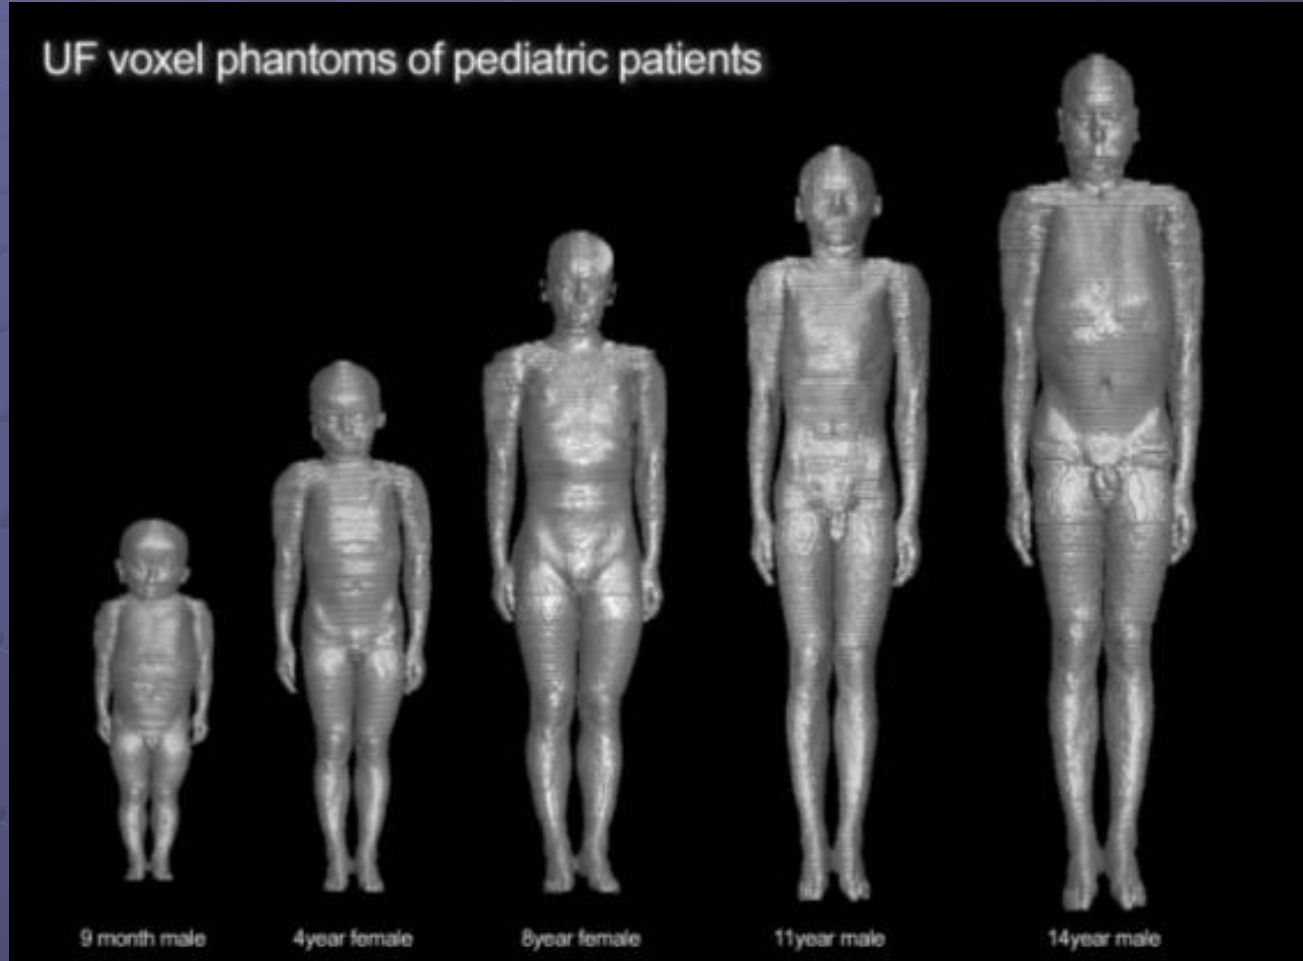 UF voxel phantoms of pediatric patients
9 month male
4year female
8year female
11year male
14year male